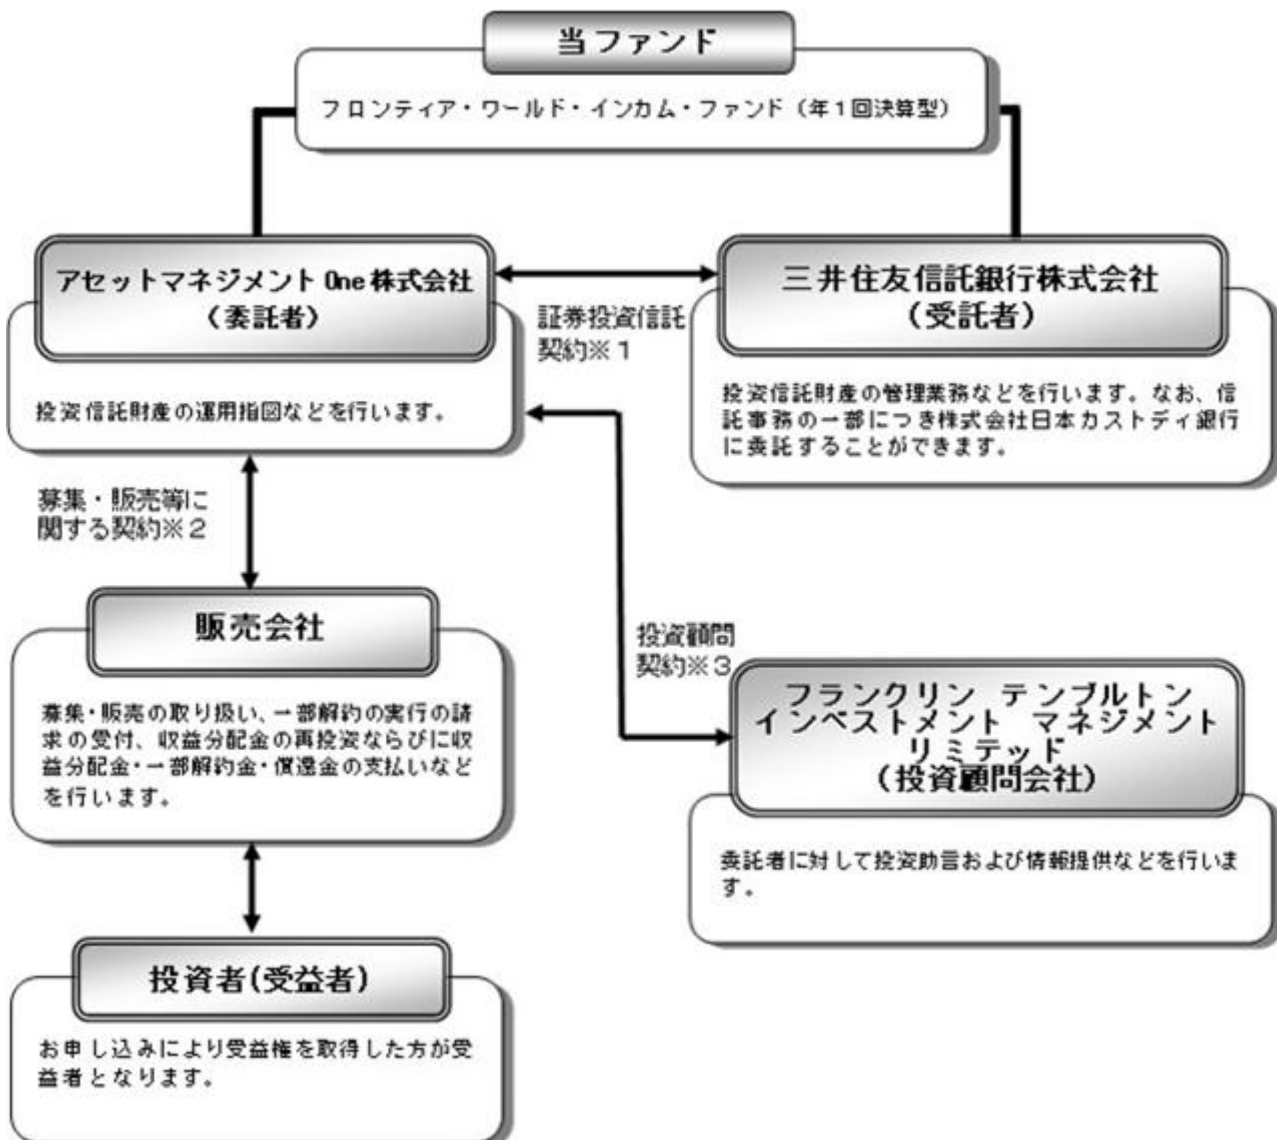 当ファンド
フロンティア・ワールド・インカム・ファンド（年１回決算型）
アセットマネジメント One 株式会社
（委託者）
投資信託財産の運用指図などを行います。
証券投資信託
契約※１
三井住友信託銀行株式会社
（受託者）
投資信託財産の管理業務などを行います。なお、信
託事務の一部につき株式会社日本カストディ銀行
に委託することができます。
募集・販売等に
関する契約※２
販売会社
募集・販売の取り扱い、一部解約の実行の請
求の受付、収益分配金の再投資ならびに収
益分配金・一部解約金・償還金の支払いなど
を行います。
投資顧問
契約※３
フランクリン テンプルトン
インベストメント マネジメント
リミテッド
（投資顧問会社）
委託者に対して投資助言および情報提供などを行いま
す。
投資者(受益者)
お申し込みにより受益権を取得した方が受
益者となります。